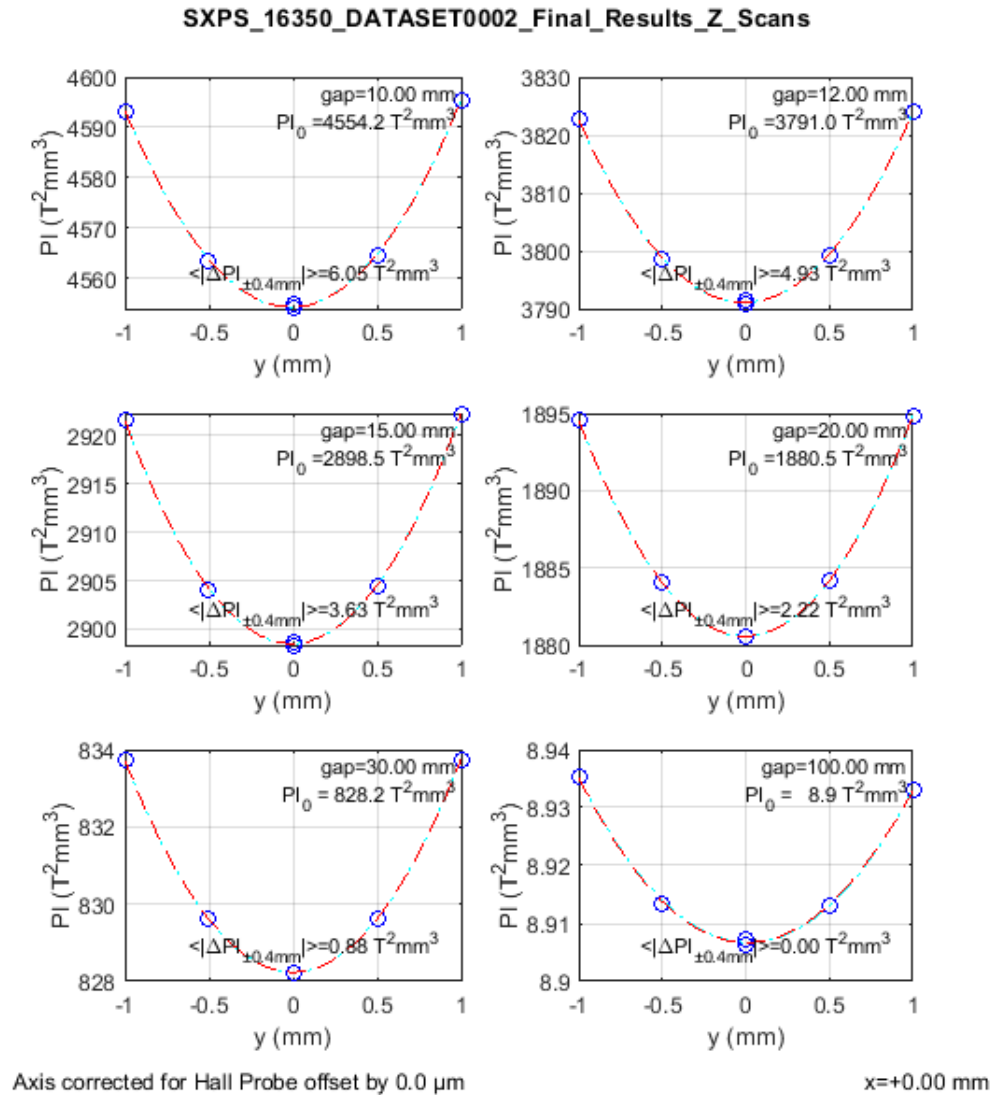 SXPS_16350_DATASET0002_Final_Results_Z_Scans
4600
4590
4580
4570
4560
PI (T²mm³)
gap=10.00 mm
PI₀ =4554.2 T²mm³
<|ΔPI±0.4mm|>=6.05 T²mm³
-1 -0.5 0 0.5 1
y (mm)
3830
3820
3810
3800
3790
PI (T²mm³)
gap=12.00 mm
PI₀ =3791.0 T²mm³
<|ΔPI±0.4mm|>=4.93 T²mm³
-1 -0.5 0 0.5 1
y (mm)
2920
2915
2910
2905
2900
PI (T²mm³)
gap=15.00 mm
PI₀ =2898.5 T²mm³
<|ΔPI±0.4mm|>=3.63 T²mm³
-1 -0.5 0 0.5 1
y (mm)
1895
1890
1885
1880
PI (T²mm³)
gap=20.00 mm
PI₀ =1880.5 T²mm³
<|ΔPI±0.4mm|>=2.22 T²mm³
-1 -0.5 0 0.5 1
y (mm)
834
832
830
828
PI (T²mm³)
gap=30.00 mm
PI₀ = 828.2 T²mm³
<|ΔPI±0.4mm|>=0.88 T²mm³
-1 -0.5 0 0.5 1
y (mm)
8.94
8.93
8.92
8.91
8.9
PI (T²mm³)
gap=100.00 mm
PI₀ = 8.9 T²mm³
<|ΔPI±0.4mm|>=0.00 T²mm³
-1 -0.5 0 0.5 1
y (mm)
Axis corrected for Hall Probe offset by 0.0 µm
x=+0.00 mm